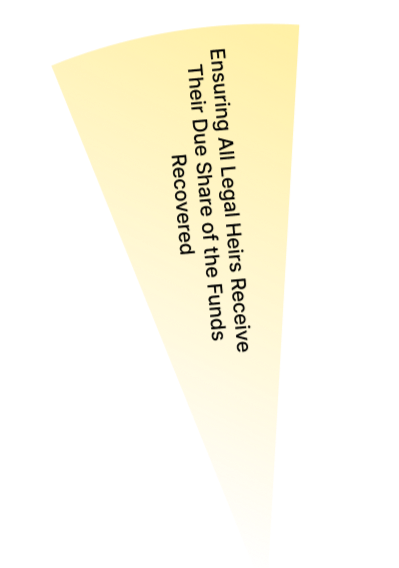 Ensuring All Legal Heirs Receive
Their Due Share of the Funds
Recovered